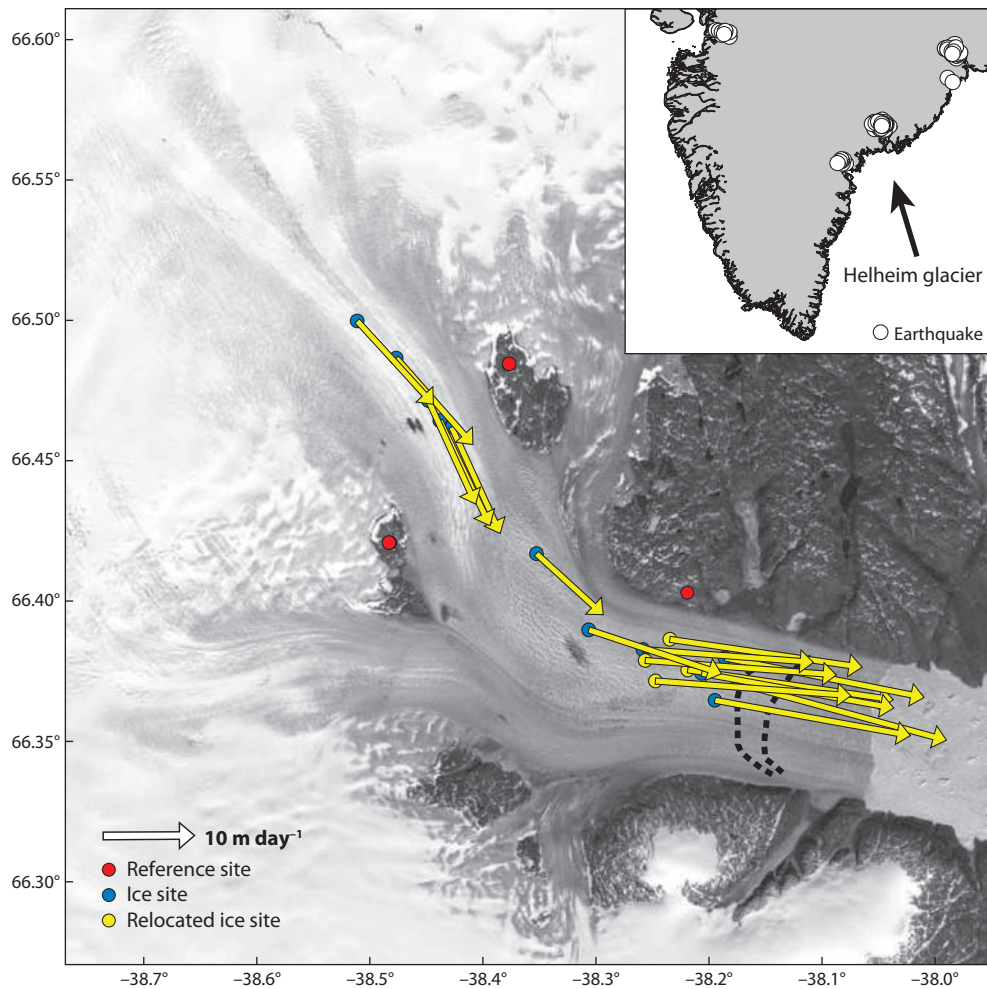 66.60°
66.55°
66.50°
66.45°
66.40°
66.35°
66.30°
Helheim glacier
Earthquake
10 m day⁻¹
Reference site
Ice site
Relocated ice site
−38.7° −38.6° −38.5° −38.4° −38.3° −38.2° −38.1° −38.0°